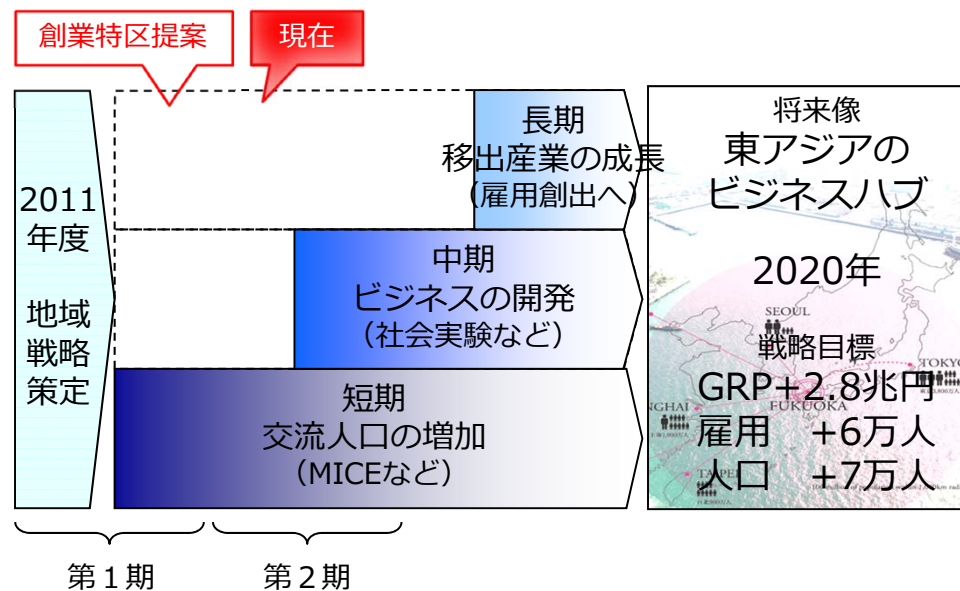 創業特区提案
現在
2011
年度
地域
戦略
策定
長期
移出産業の成長
（雇用創出へ）
中期
ビジネスの開発
（社会実験など）
短期
交流人口の増加
（MICEなど）
第１期
第２期
将来像
東アジアの
ビジネスハブ
2020年
SEOUL
戦略目標
TOKYO
GRP+2.8兆円
FUKUOKA
雇用　+6万人
人口　+7万人